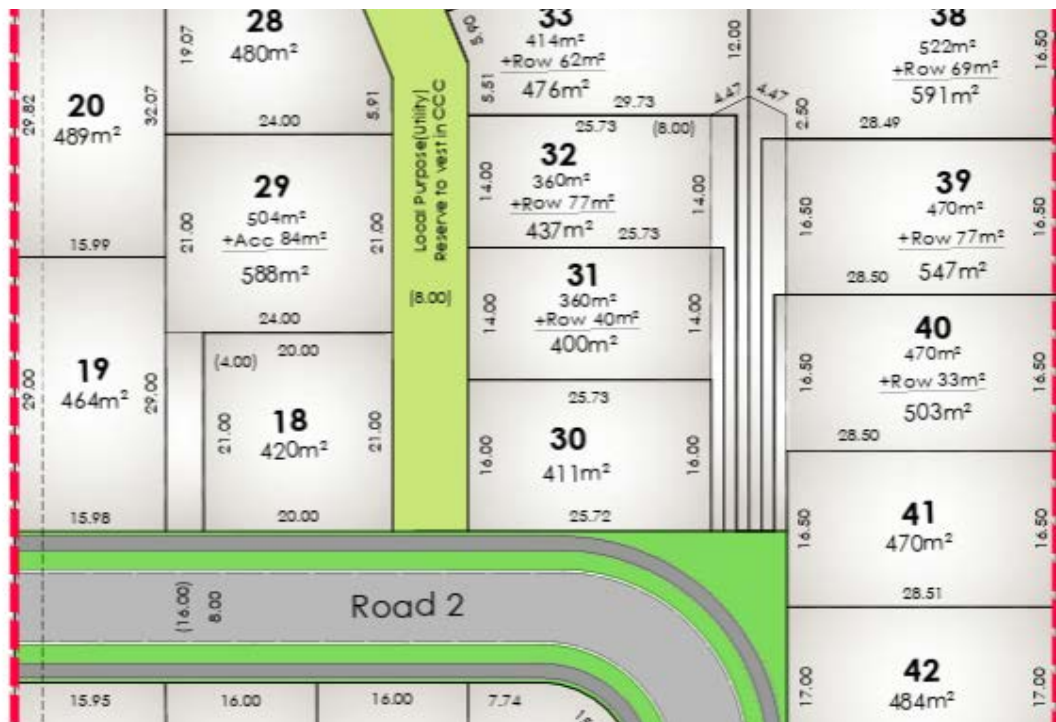 28
480m²
19.07
24.00
5.91
20
489m²
29.82
32.07
15.99
29
504m²
+Acc 84m²
588m²
21.00
21.00
24.00
19
464m²
29.00
29.00
15.98
(4.00)
20.00
18
420m²
21.00
21.00
20.00
Local Purpose(Utility)
Reserve to vest in CCC
(8.00)
33
414m²
+Row 62m²
476m²
5.90
5.51
29.73
12.00
4.47
4.47
2.50
32
360m²
+Row 77m²
437m²
25.73
(8.00)
14.00
14.00
25.73
31
360m²
+Row 40m²
400m²
14.00
14.00
25.73
30
411m²
16.00
16.00
25.72
38
522m²
+Row 69m²
591m²
16.50
28.49
39
470m²
+Row 77m²
547m²
16.50
16.50
28.50
40
470m²
+Row 33m²
503m²
16.50
16.50
28.50
41
470m²
16.50
16.50
28.51
42
484m²
17.00
17.00
Road 2
(16.00)
8.00
15.95
16.00
16.00
7.74